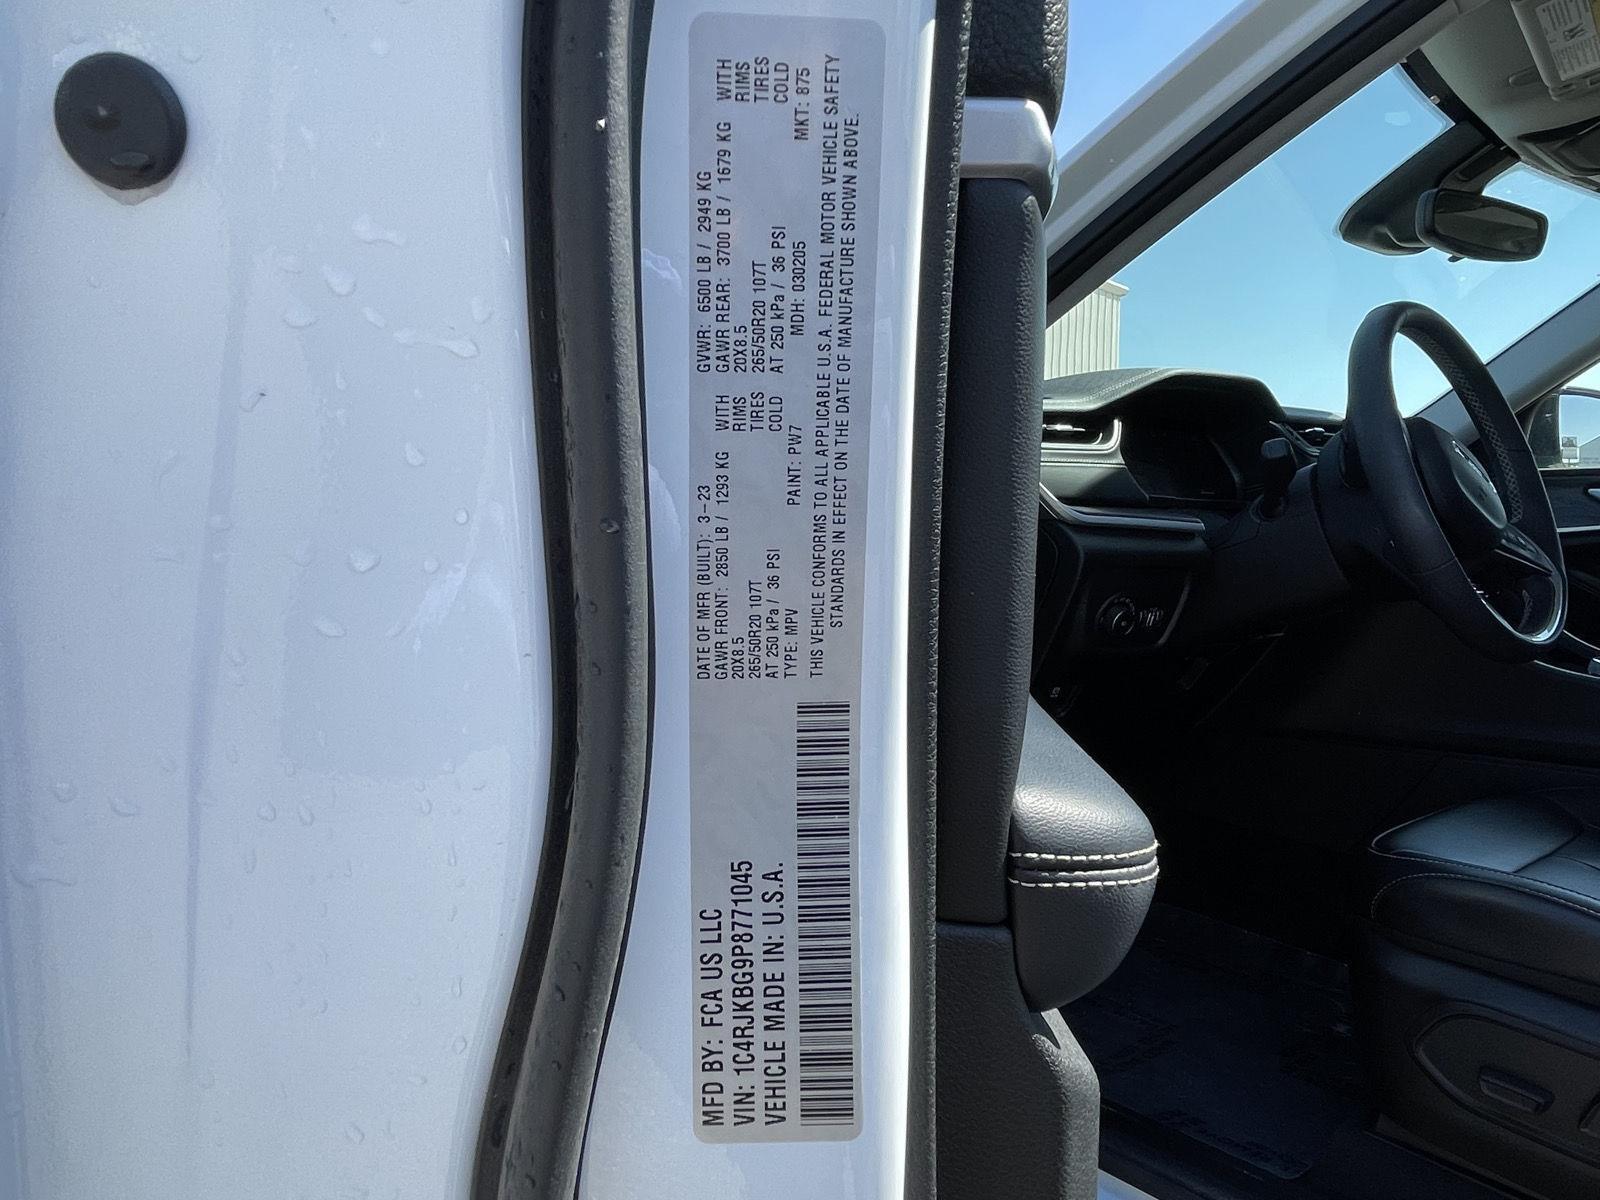 MFD BY: FCA US LLC
VIN: 1C4RJKBG9P8771045
VEHICLE MADE IN: U.S.A.
DATE OF MFR (BUILT): 3-23 GVWR: 6500 LB / 2949 KG
GAWR FRONT: 2850 LB / 1293 KG WITH GAWR REAR: 3700 LB / 1679 KG WITH
20X8.5 RIMS 20X8.5 RIMS
265/50R20 107T TIRES 265/50R20 107T TIRES
AT 250 kPa / 36 PSI COLD AT 250 kPa / 36 PSI COLD
TYPE: MPV PAINT: PW7 MDH: 030205 MKT: 875
THIS VEHICLE CONFORMS TO ALL APPLICABLE U.S.A. FEDERAL MOTOR VEHICLE SAFETY
STANDARDS IN EFFECT ON THE DATE OF MANUFACTURE SHOWN ABOVE.